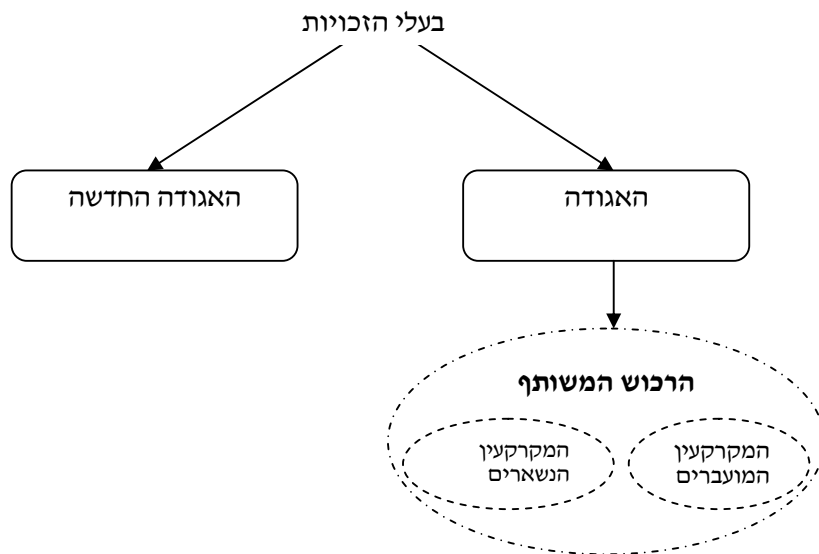 בעלי הזכויות
האגודה
האגודה החדשה
הרכוש המשותף
המקרקעין
המועברים
המקרקעין
הנשארים